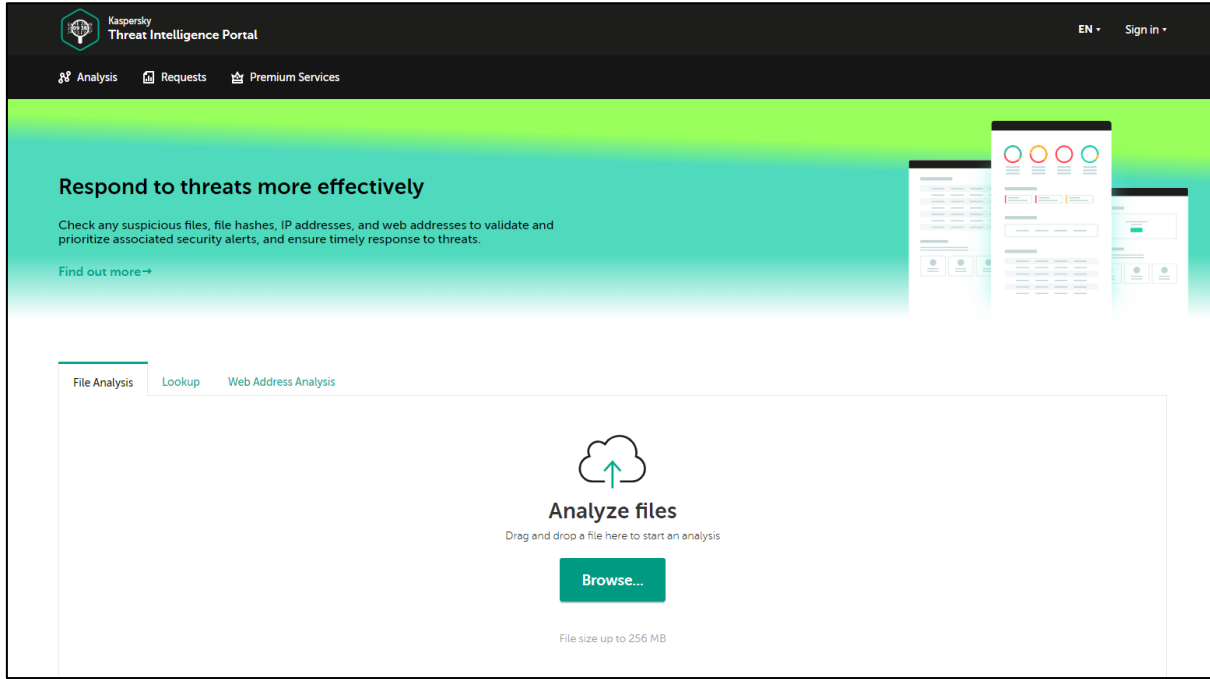 Kaspersky
Threat Intelligence Portal
EN
Sign in
Analysis
Requests
Premium Services
Respond to threats more effectively
Check any suspicious files, file hashes, IP addresses, and web addresses to validate and
prioritize associated security alerts, and ensure timely response to threats.
Find out more→
File Analysis
Lookup
Web Address Analysis
Analyze files
Drag and drop a file here to start an analysis
Browse...
File size up to 256 MB